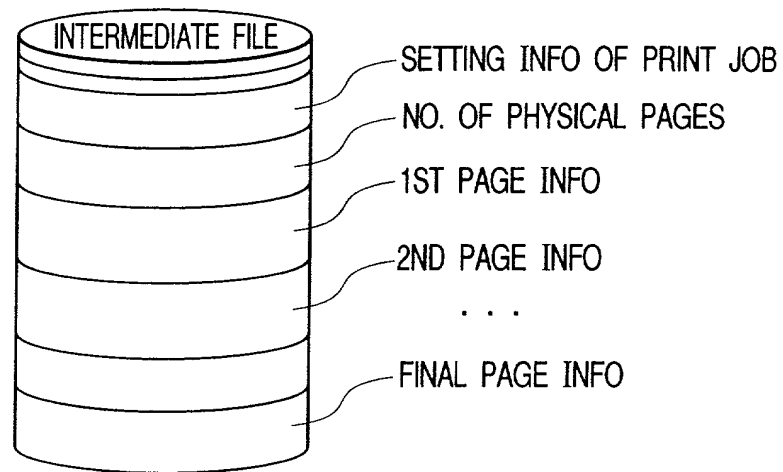 INTERMEDIATE FILE
SETTING INFO OF PRINT JOB
NO. OF PHYSICAL PAGES
1ST PAGE INFO
2ND PAGE INFO
. . .
FINAL PAGE INFO